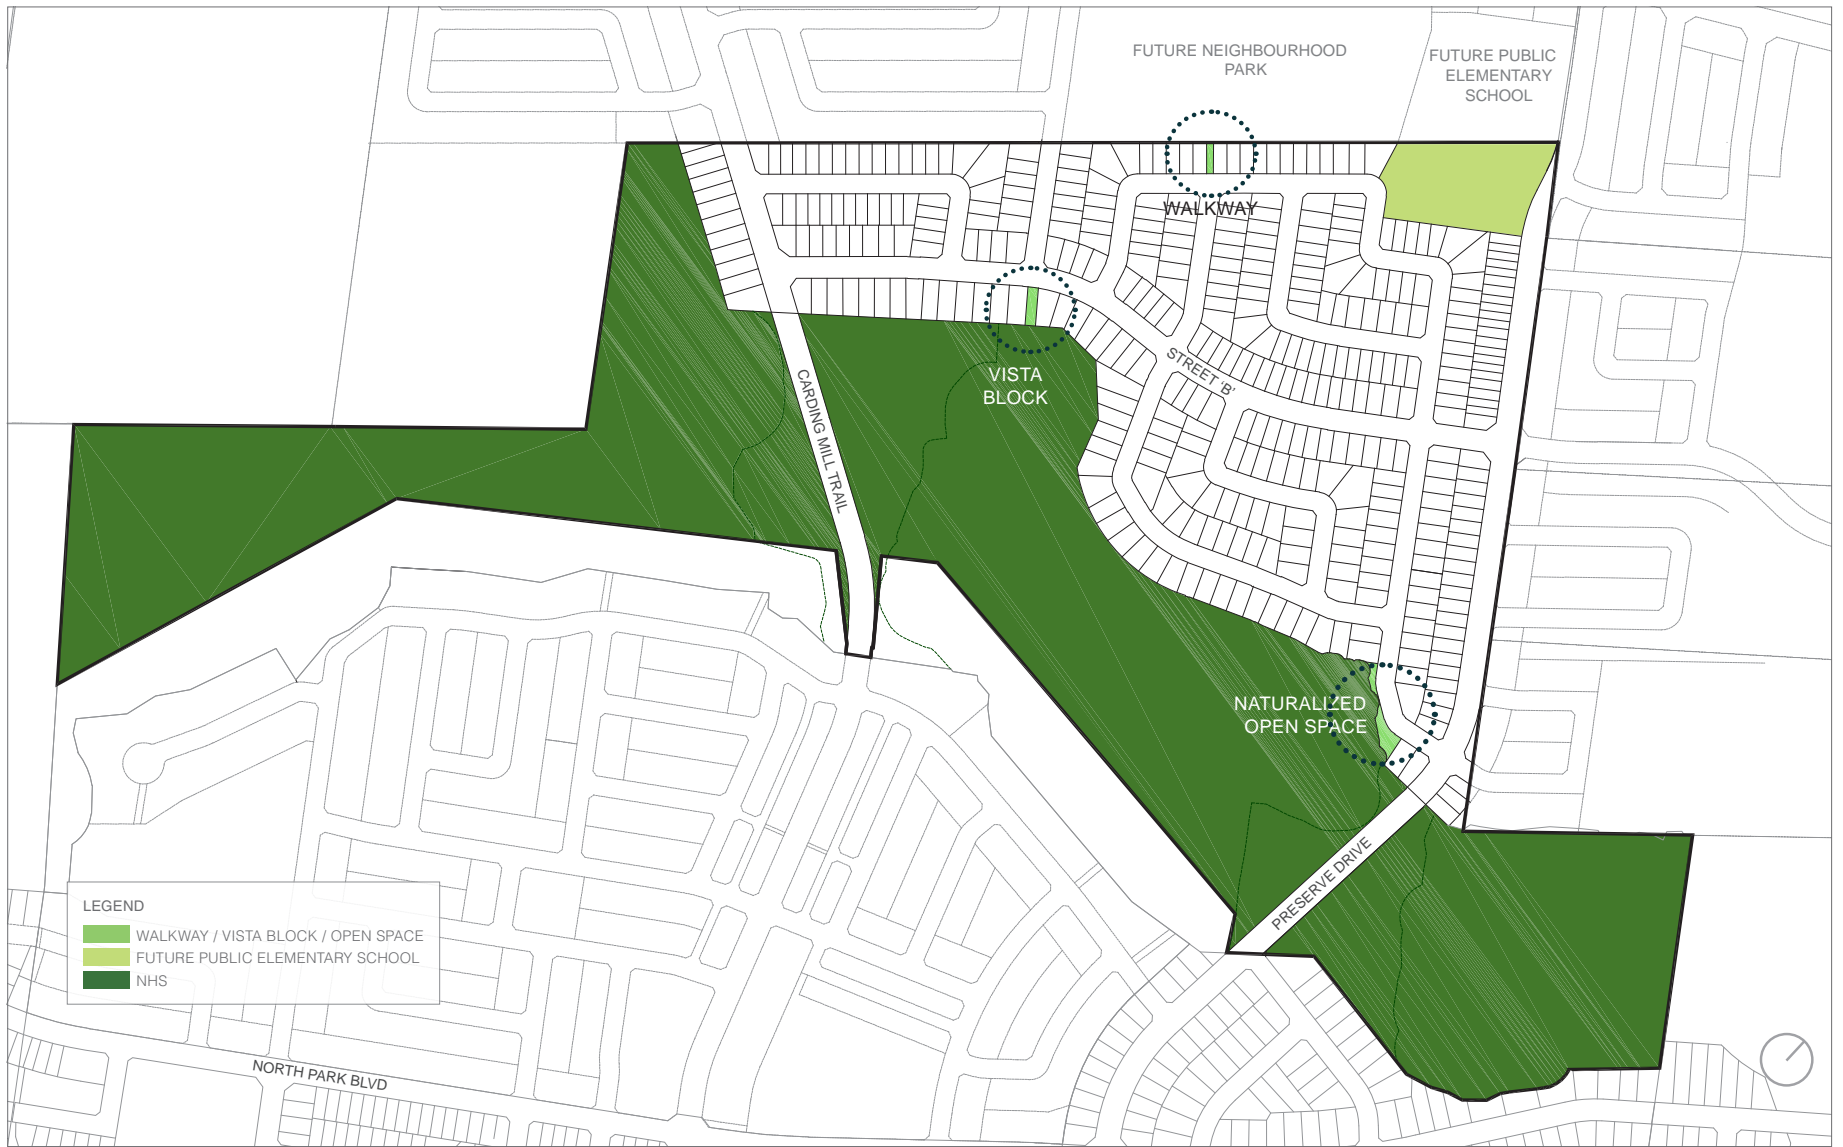 FUTURE NEIGHBOURHOOD
PARK
FUTURE PUBLIC
ELEMENTARY
SCHOOL
WALKWAY
VISTA
BLOCK
STREET 'B'
CARDING MILL TRAIL
NATURALIZED
OPEN SPACE
PRESERVE DRIVE
LEGEND
WALKWAY / VISTA BLOCK / OPEN SPACE
FUTURE PUBLIC ELEMENTARY SCHOOL
NHS
NORTH PARK BLVD